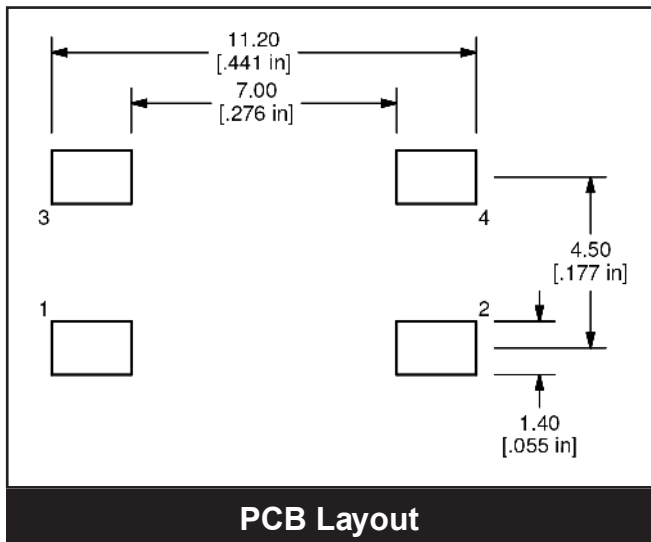 11.20
[.441 in]
7.00
[.276 in]
3
4
4.50
[.177 in]
1
2
1.40
[.055 in]
PCB Layout